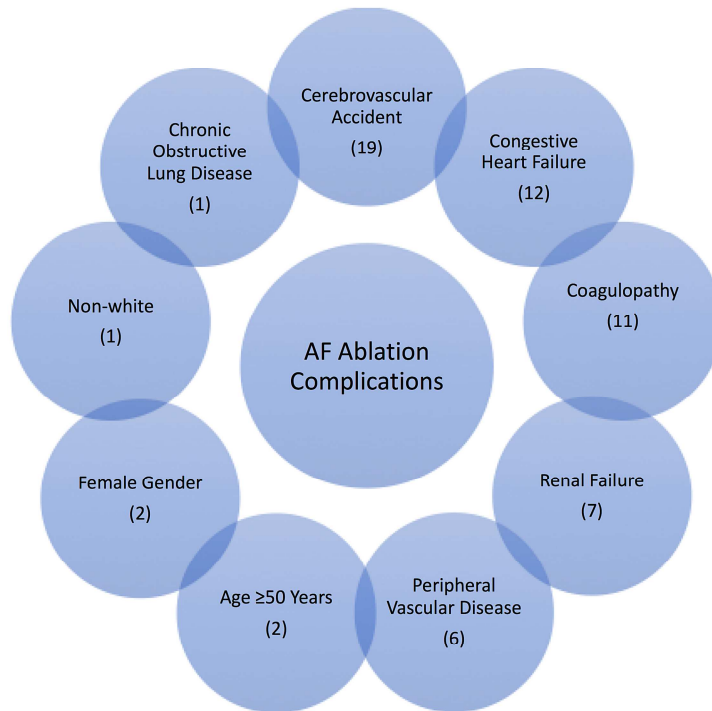 Cerebrovascular
Accident
(19)
Congestive
Heart Failure
(12)
Coagulopathy
(11)
Renal Failure
(7)
Peripheral
Vascular Disease
(6)
Age ≥50 Years
(2)
Female Gender
(2)
Non-white
(1)
Chronic
Obstructive
Lung Disease
(1)
AF Ablation
Complications